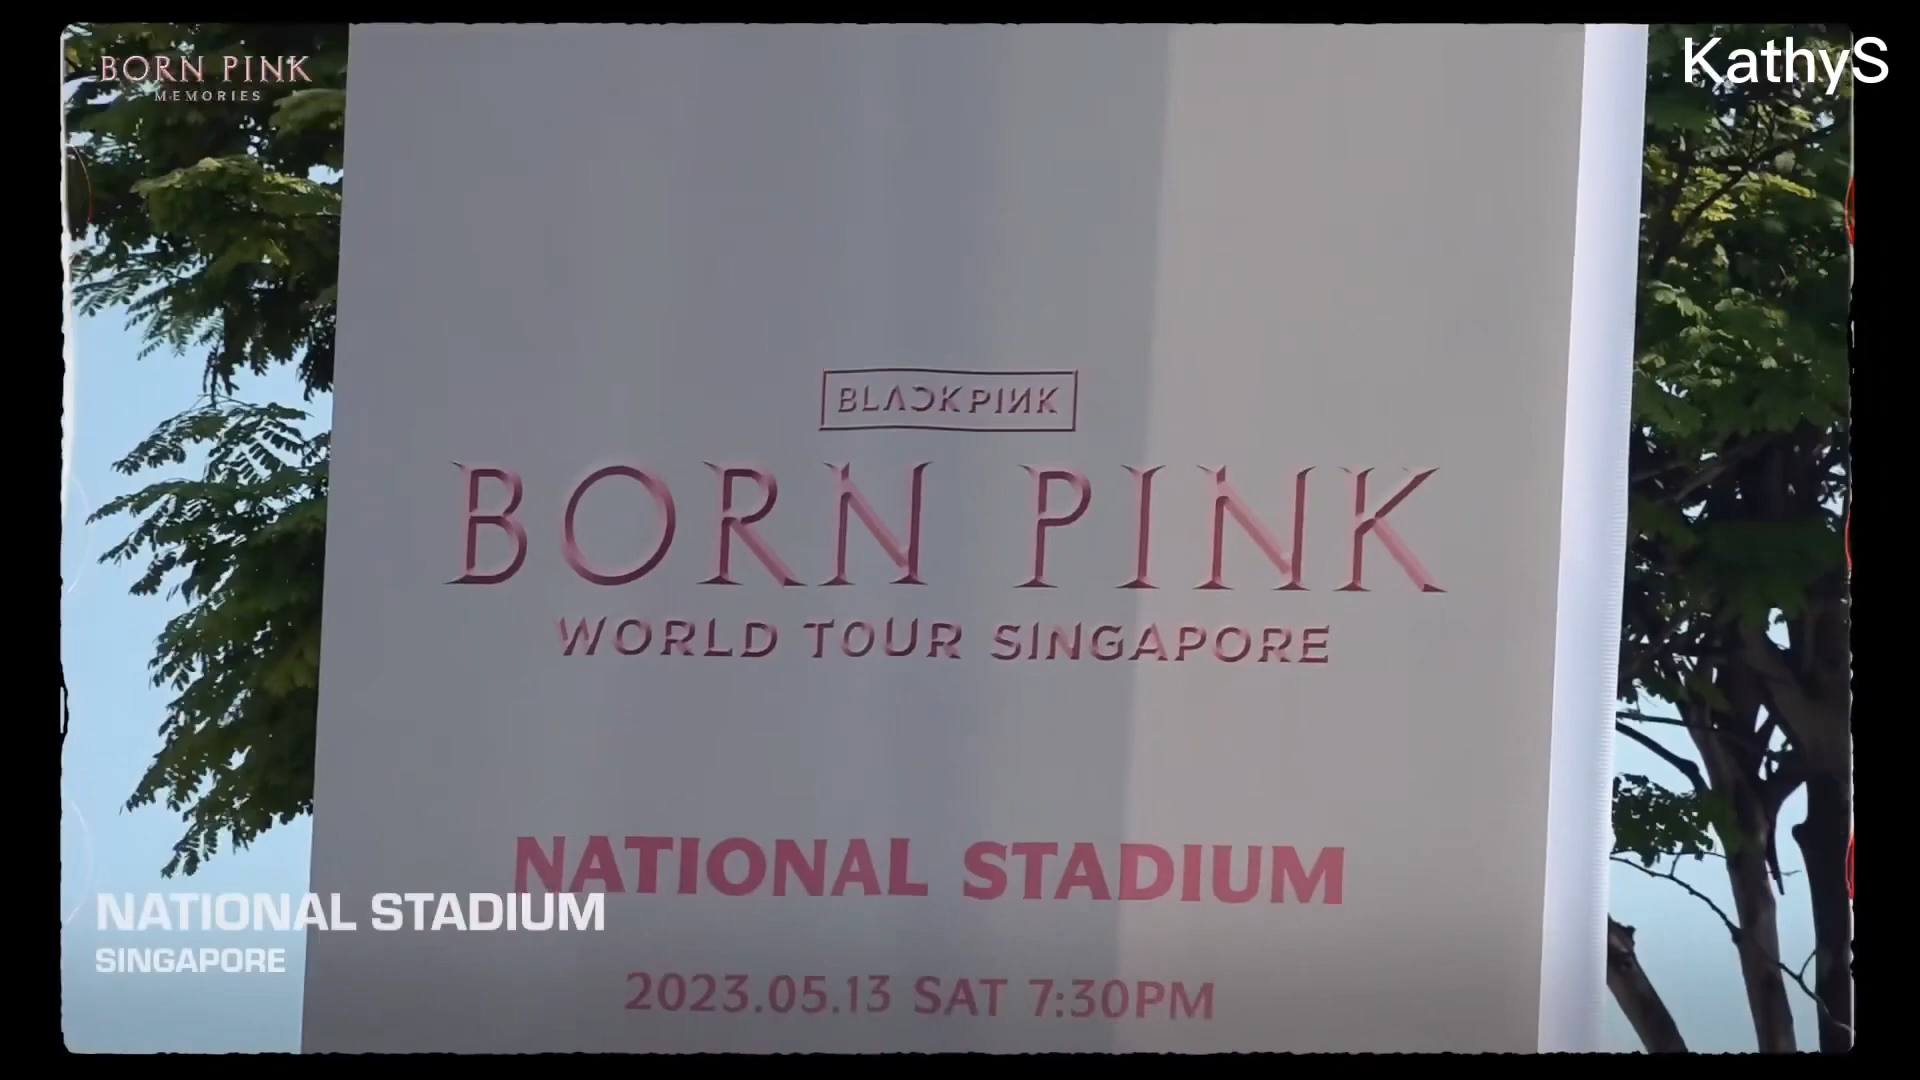 BORN PINK
MEMORIES
KathyS
BLACKPINK
BORN PINK
WORLD TOUR SINGAPORE
NATIONAL STADIUM
NATIONAL STADIUM
SINGAPORE
2023.05.13 SAT 7:30PM